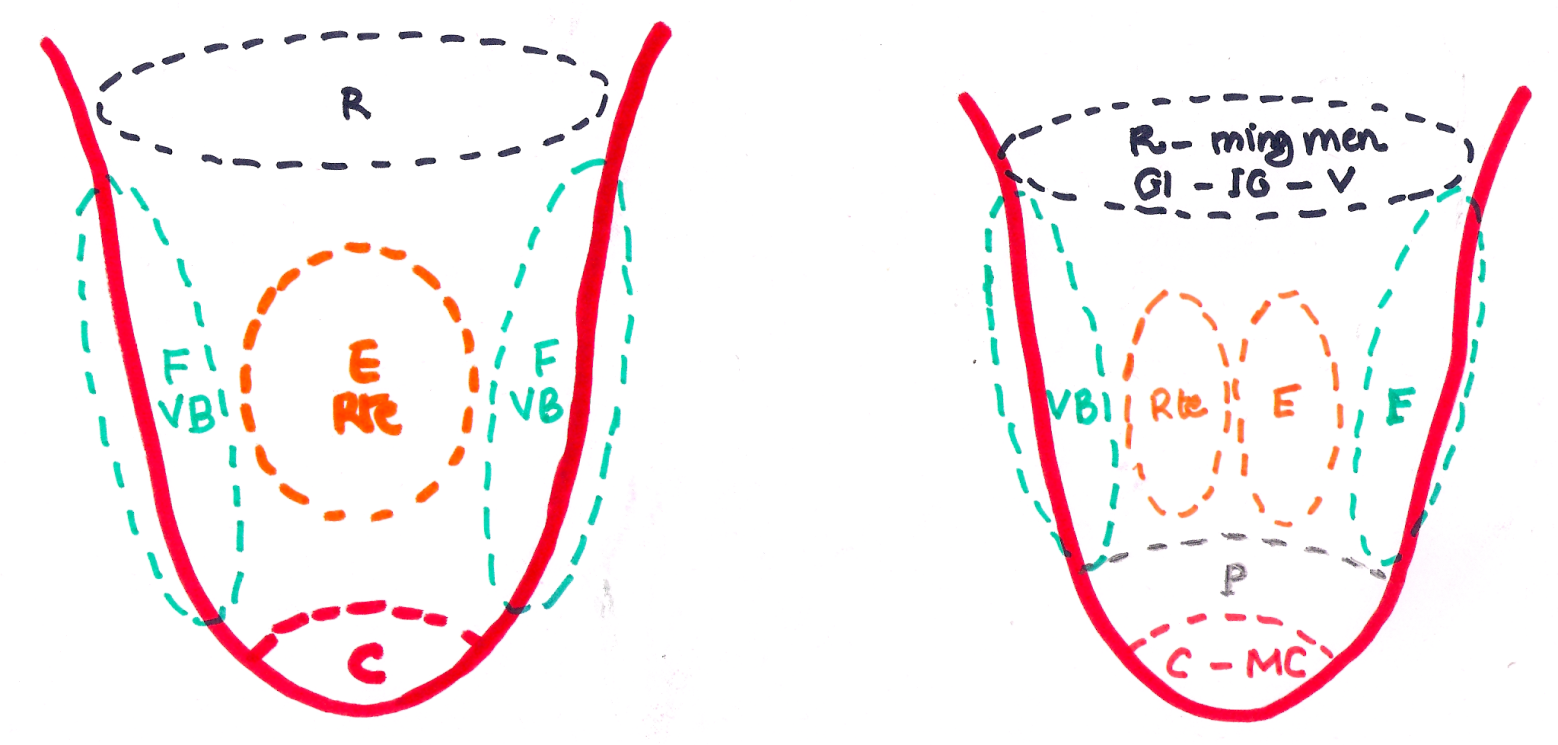 R
F
VB
E
Rte
F
VB
C
R - ming men
GI - IG - V
VB
Rte
E
E
P
C - MC